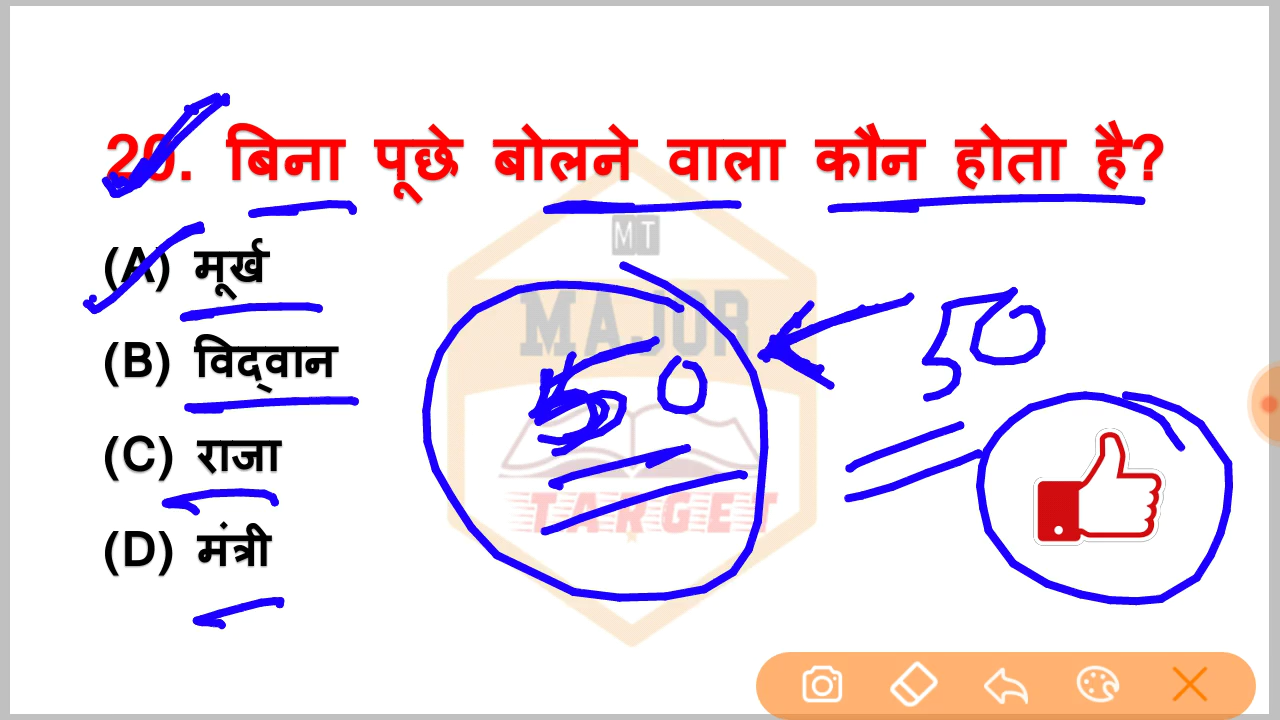 20. बिना पूछे बोलने वाला कौन होता है?
(A) मूर्ख
MT
(B) विद्वान
MAJOR
50
50
(C) राजा
TARGET
(D) मंत्री